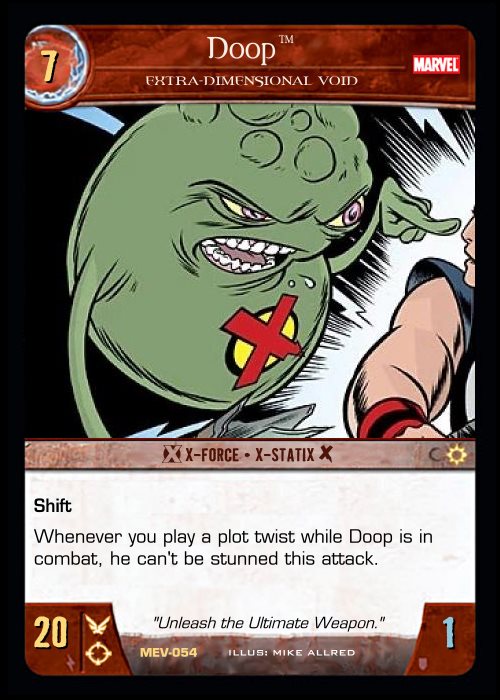 7
Doop™
MARVEL
EXTRA-DIMENSIONAL VOID
X-FORCE • X-STATIX
C
Shift
Whenever you play a plot twist while Doop is in
combat, he can't be stunned this attack.
20
"Unleash the Ultimate Weapon."
1
MEV-054 ILLUS: MIKE ALLRED